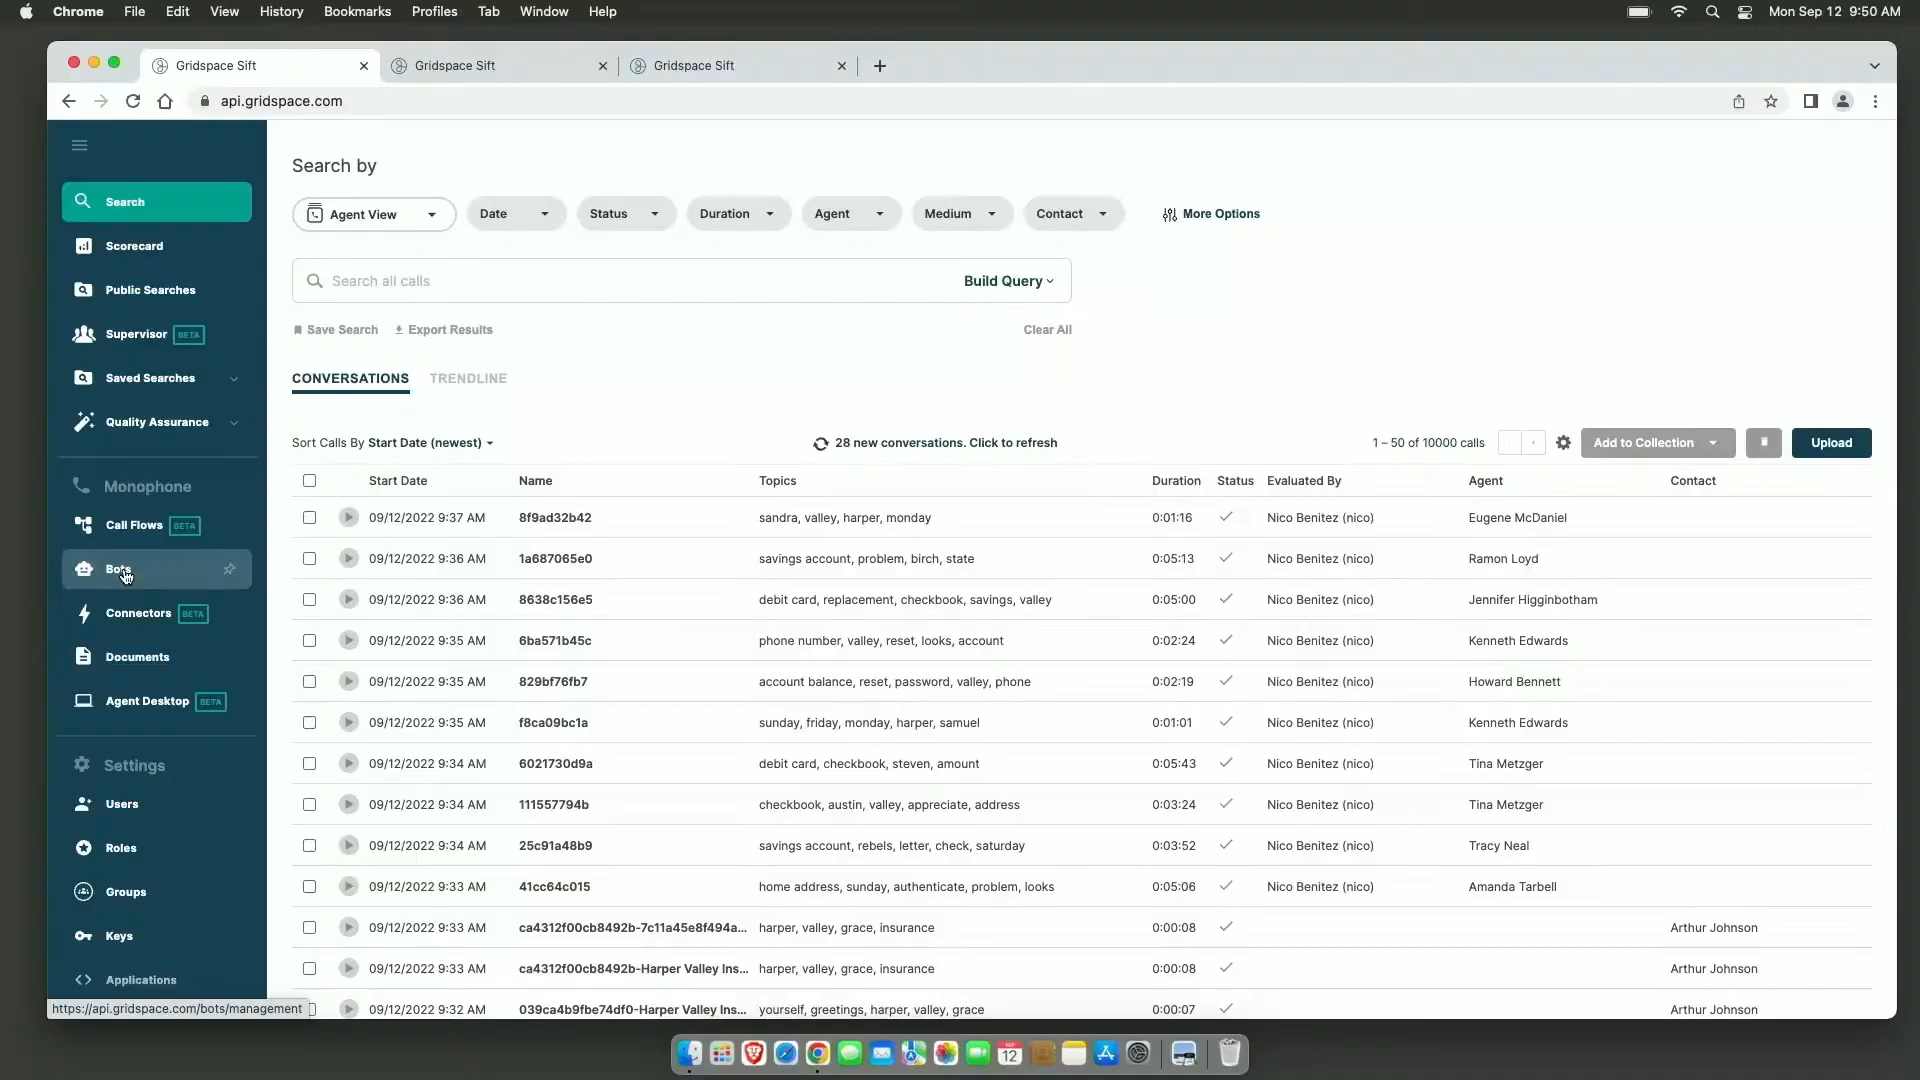 Chrome File Edit View History Bookmarks Profiles Tab Window Help Mon Sep 12 9:50 AM
Gridspace Sift Gridspace Sift Gridspace Sift
api.gridspace.com
Search by
Search
Agent View Date Status Duration Agent Medium Contact More Options
Scorecard
Search all calls Build Query
Public Searches
Supervisor BETA
Save Search Export Results Clear All
Saved Searches
CONVERSATIONS TRENDLINE
Quality Assurance
Sort Calls By Start Date (newest) 28 new conversations. Click to refresh 1 – 50 of 10000 calls Add to Collection Upload
Monophone
Call Flows BETA
Bots
Connectors BETA
Documents
Agent Desktop BETA
Settings
Users
Roles
Groups
Keys
Applications
https://api.gridspace.com/bots/management
Start Date Name Topics Duration Status Evaluated By Agent Contact
09/12/2022 9:37 AM 8f9ad32b42 sandra, valley, harper, monday 0:01:16 Nico Benitez (nico) Eugene McDaniel
09/12/2022 9:36 AM 1a687065e0 savings account, problem, birch, state 0:05:13 Nico Benitez (nico) Ramon Loyd
09/12/2022 9:36 AM 8638c156e5 debit card, replacement, checkbook, savings, valley 0:05:00 Nico Benitez (nico) Jennifer Higginbotham
09/12/2022 9:35 AM 6ba571b45c phone number, valley, reset, looks, account 0:02:24 Nico Benitez (nico) Kenneth Edwards
09/12/2022 9:35 AM 829bf76fb7 account balance, reset, password, valley, phone 0:02:19 Nico Benitez (nico) Howard Bennett
09/12/2022 9:35 AM f8ca09bc1a sunday, friday, monday, harper, samuel 0:01:01 Nico Benitez (nico) Kenneth Edwards
09/12/2022 9:34 AM 6021730d9a debit card, checkbook, steven, amount 0:05:43 Nico Benitez (nico) Tina Metzger
09/12/2022 9:34 AM 111557794b checkbook, austin, valley, appreciate, address 0:03:24 Nico Benitez (nico) Tina Metzger
09/12/2022 9:34 AM 25c91a48b9 savings account, rebels, letter, check, saturday 0:03:52 Nico Benitez (nico) Tracy Neal
09/12/2022 9:33 AM 41cc64c015 home address, sunday, authenticate, problem, looks 0:05:06 Nico Benitez (nico) Amanda Tarbell
09/12/2022 9:33 AM ca4312f00cb8492b-7c11a45e8f494a... harper, valley, grace, insurance 0:00:08 Arthur Johnson
09/12/2022 9:33 AM ca4312f00cb8492b-Harper Valley Ins... harper, valley, grace, insurance 0:00:08 Arthur Johnson
09/12/2022 9:32 AM 039ca4b9fbe74df0-Harper Valley Ins... yourself, greetings, harper, valley, grace 0:00:07 Arthur Johnson
SEP
12